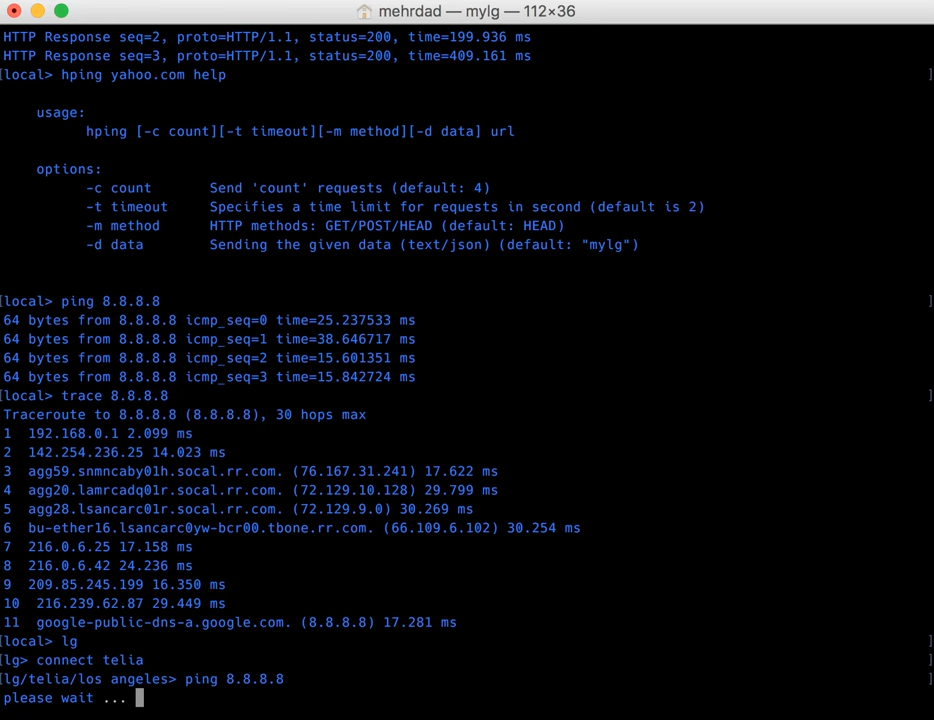 mehrdad — mylg — 112×36
HTTP Response seq=2, proto=HTTP/1.1, status=200, time=199.936 ms
HTTP Response seq=3, proto=HTTP/1.1, status=200, time=409.161 ms
[local> hping yahoo.com help ]
usage:
hping [-c count][-t timeout][-m method][-d data] url
options:
-c count Send 'count' requests (default: 4)
-t timeout Specifies a time limit for requests in second (default is 2)
-m method HTTP methods: GET/POST/HEAD (default: HEAD)
-d data Sending the given data (text/json) (default: "mylg")
[local> ping 8.8.8.8 ]
64 bytes from 8.8.8.8 icmp_seq=0 time=25.237533 ms
64 bytes from 8.8.8.8 icmp_seq=1 time=38.646717 ms
64 bytes from 8.8.8.8 icmp_seq=2 time=15.601351 ms
64 bytes from 8.8.8.8 icmp_seq=3 time=15.842724 ms
[local> trace 8.8.8.8 ]
Traceroute to 8.8.8.8 (8.8.8.8), 30 hops max
1 192.168.0.1 2.099 ms
2 142.254.236.25 14.023 ms
3 agg59.snmncaby01h.socal.rr.com. (76.167.31.241) 17.622 ms
4 agg20.lamrcadq01r.socal.rr.com. (72.129.10.128) 29.799 ms
5 agg28.lsancarc01r.socal.rr.com. (72.129.9.0) 30.269 ms
6 bu-ether16.lsancarc0yw-bcr00.tbone.rr.com. (66.109.6.102) 30.254 ms
7 216.0.6.25 17.158 ms
8 216.0.6.42 24.236 ms
9 209.85.245.199 16.350 ms
10 216.239.62.87 29.449 ms
11 google-public-dns-a.google.com. (8.8.8.8) 17.281 ms
[local> lg ]
[lg> connect telia ]
[lg/telia/los angeles> ping 8.8.8.8 ]
please wait ...